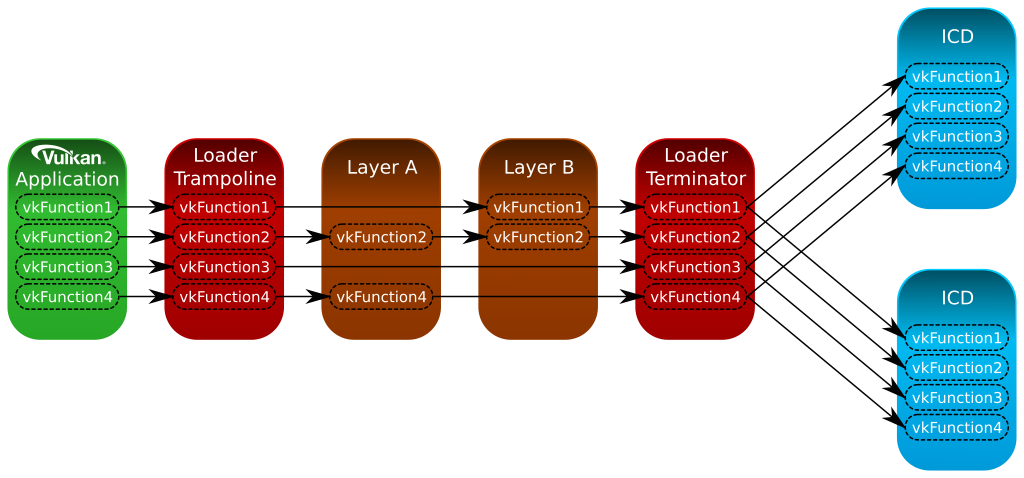 Vulkan
Application
vkFunction1
vkFunction2
vkFunction3
vkFunction4
Loader
Trampoline
vkFunction1
vkFunction2
vkFunction3
vkFunction4
Layer A
vkFunction2
vkFunction4
Layer B
vkFunction1
vkFunction2
Loader
Terminator
vkFunction1
vkFunction2
vkFunction3
vkFunction4
ICD
vkFunction1
vkFunction2
vkFunction3
vkFunction4
ICD
vkFunction1
vkFunction2
vkFunction3
vkFunction4